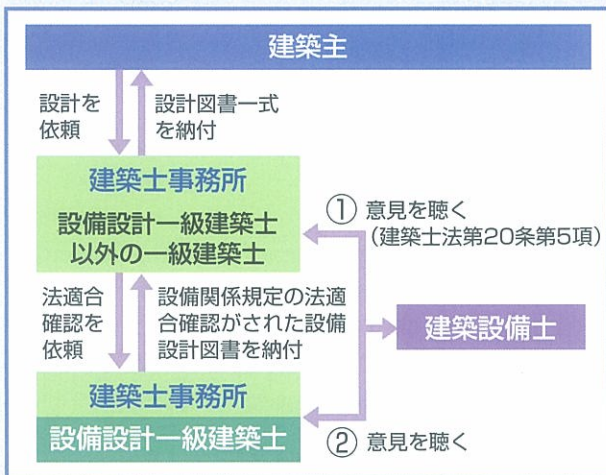 建築主
設計を
依頼
設計図書一式
を納付
建築士事務所
設備設計一級建築士
以外の一級建築士
① 意見を聴く
(建築士法第20条第5項)
法適合
確認を
依頼
設備関係規定の法適
合確認がされた設備
設計図書を納付
建築設備士
建築士事務所
設備設計一級建築士
② 意見を聴く